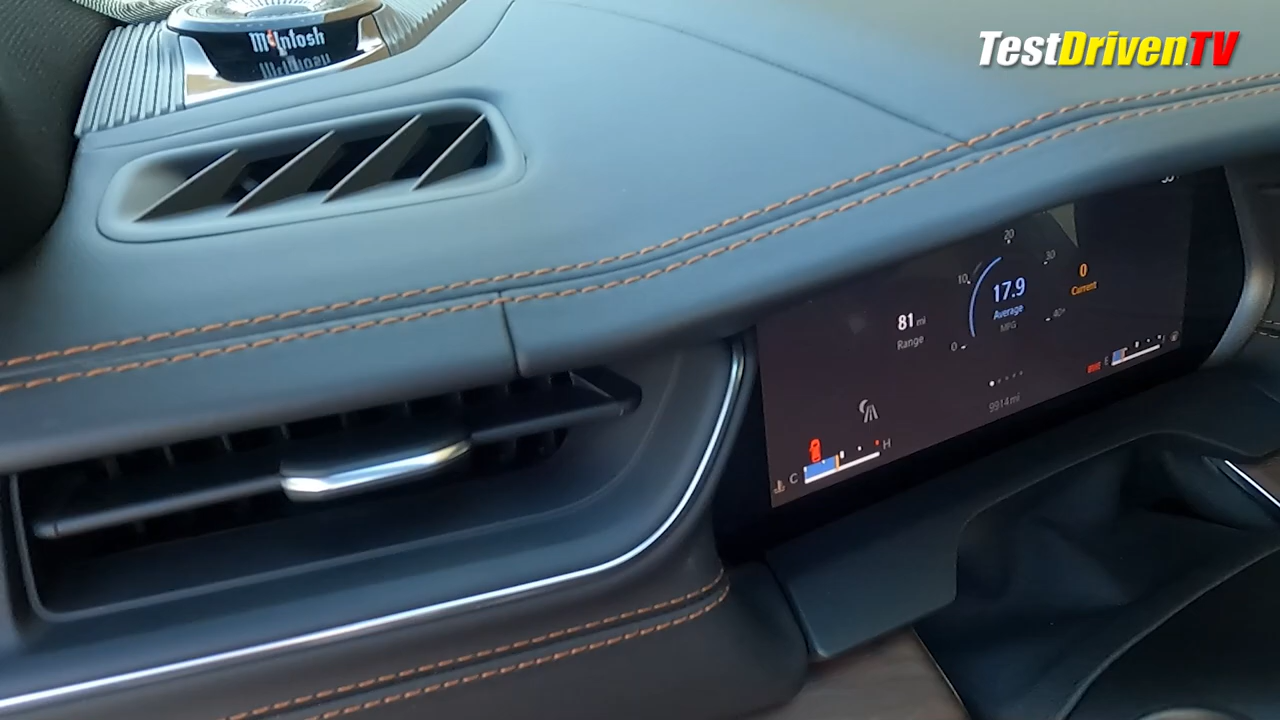 McIntosh
TestDrivenTV
20
10
30
0
Current
17.9
81 mi
Average
Range
MPG
40+
0
E
9914 mi
H
C